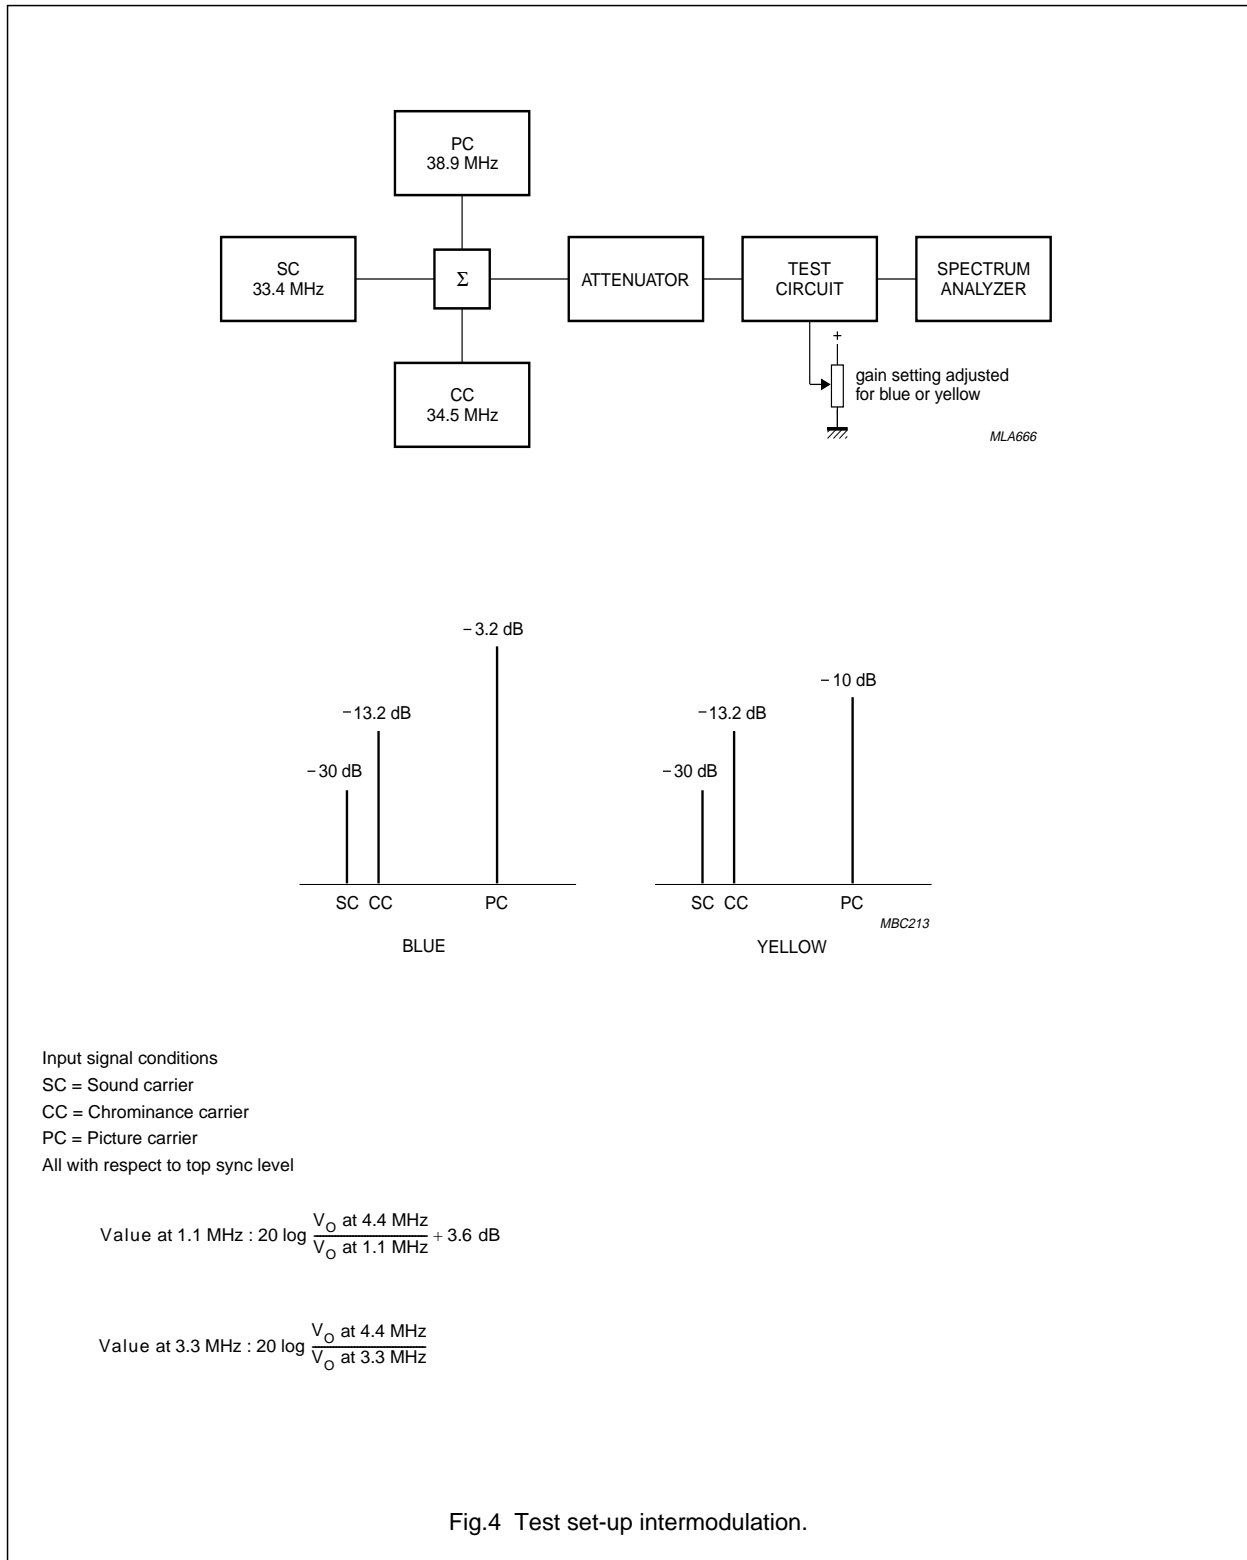 PC
38.9 MHz
SC
33.4 MHz
Σ
ATTENUATOR
TEST
CIRCUIT
SPECTRUM
ANALYZER
CC
34.5 MHz
+
gain setting adjusted
for blue or yellow
MLA666
−3.2 dB
−13.2 dB
−30 dB
SC CC PC
BLUE
−10 dB
−13.2 dB
−30 dB
SC CC PC
MBC213
YELLOW
Input signal conditions
SC = Sound carrier
CC = Chrominance carrier
PC = Picture carrier
All with respect to top sync level
Value at 1.1 MHz : 20 log V_O at 4.4 MHz / V_O at 1.1 MHz + 3.6 dB
Value at 3.3 MHz : 20 log V_O at 4.4 MHz / V_O at 3.3 MHz
Fig.4 Test set-up intermodulation.